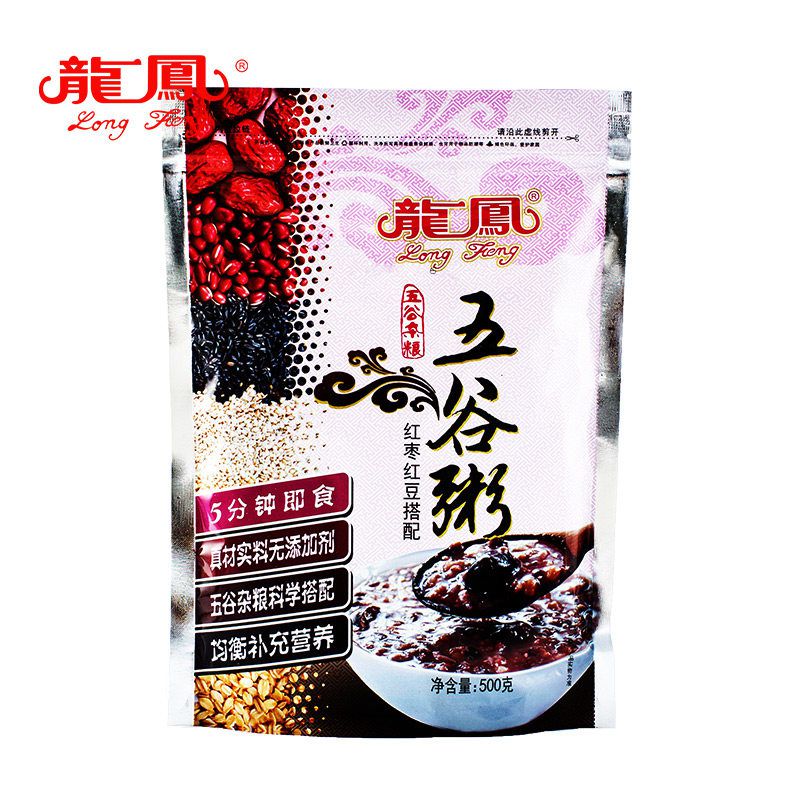 龍鳳®
Long Feng
请沿此虚线剪开
龍鳳®
Long Feng
五谷杂粮
五谷粥
红枣红豆搭配
5分钟即食
真材实料无添加剂
五谷杂粮科学搭配
均衡补充营养
净含量:500克